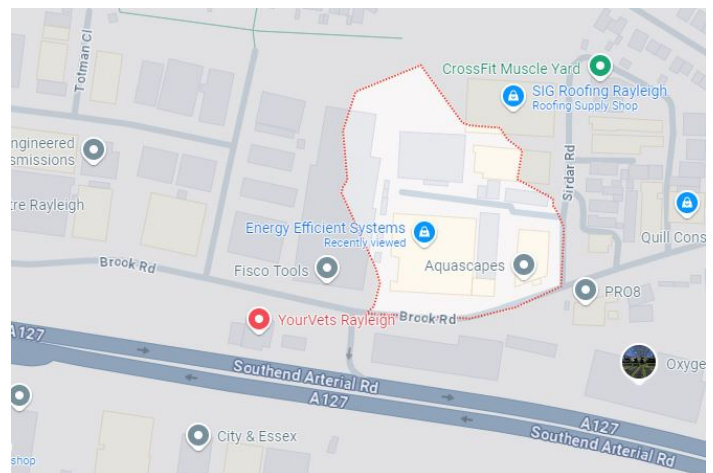 Totman Cl
CrossFit Muscle Yard
SIG Roofing Rayleigh
Roofing Supply Shop
ngineered
smissions
Sirdar Rd
tre Rayleigh
Energy Efficient Systems
Recently viewed
Quill Cons
Aquascapes
Brook Rd
Fisco Tools
PRO8
Brook Rd
YourVets Rayleigh
A127
Southend Arterial Rd
Oxyge
A127
City & Essex
Southend Arterial Rd
A127
shop